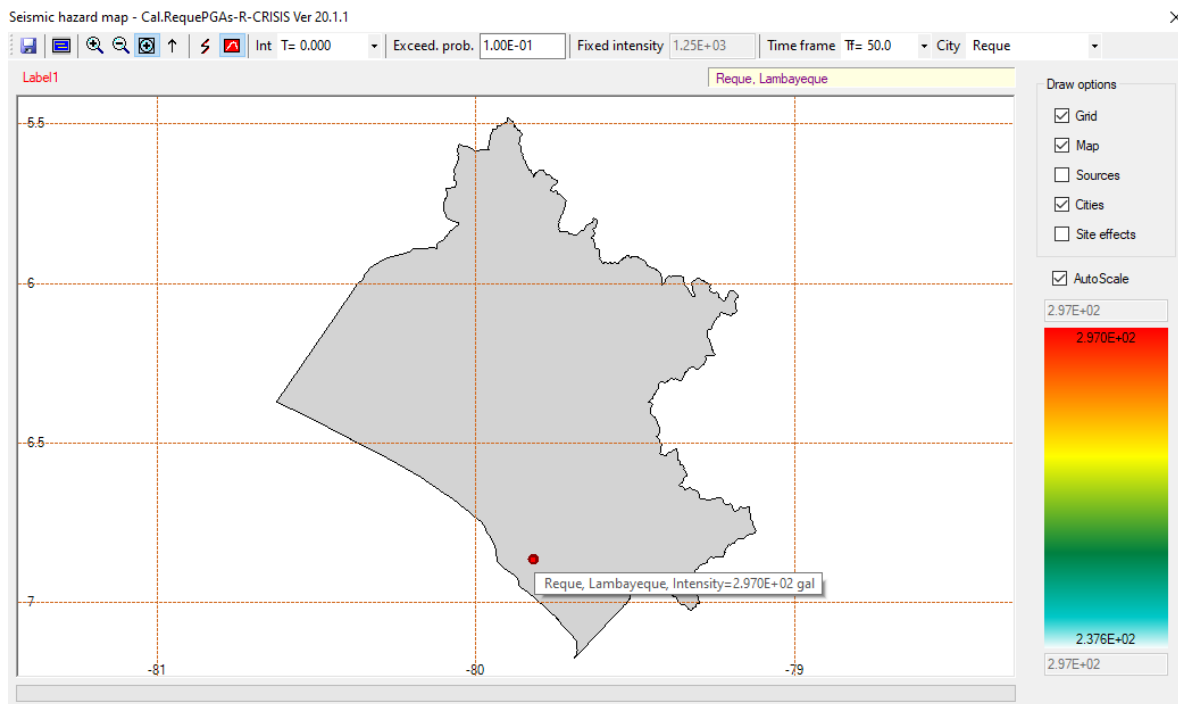 Seismic hazard map - Cal.RequePGAs-R-CRISIS Ver 20.1.1
Int T= 0.000 Exceed. prob. 1.00E-01 Fixed intensity 1.25E+03 Time frame Tf= 50.0 City Reque
Label1
Reque, Lambayeque
Draw options
Grid
Map
Sources
Cities
Site effects
AutoScale
2.97E+02
2.970E+02
2.376E+02
2.97E+02
-5.5
-6
-6.5
-7
Reque, Lambayeque, Intensity=2.970E+02 gal
-81
-80
-79